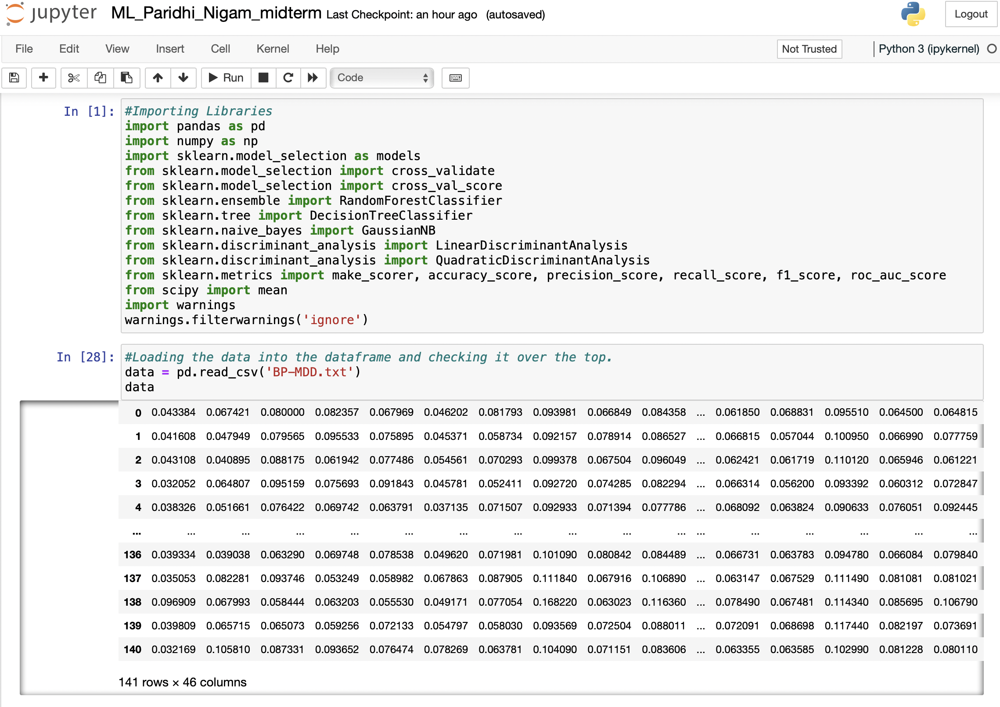 jupyter ML_Paridhi_Nigam_midterm Last Checkpoint: an hour ago (autosaved) Logout
File Edit View Insert Cell Kernel Help Not Trusted Python 3 (ipykernel)
Run Code
In [1]: #Importing Libraries
import pandas as pd
import numpy as np
import sklearn.model_selection as models
from sklearn.model_selection import cross_validate
from sklearn.model_selection import cross_val_score
from sklearn.ensemble import RandomForestClassifier
from sklearn.tree import DecisionTreeClassifier
from sklearn.naive_bayes import GaussianNB
from sklearn.discriminant_analysis import LinearDiscriminantAnalysis
from sklearn.discriminant_analysis import QuadraticDiscriminantAnalysis
from sklearn.metrics import make_scorer, accuracy_score, precision_score, recall_score, f1_score, roc_auc_score
from scipy import mean
import warnings
warnings.filterwarnings('ignore')
In [28]: #Loading the data into the dataframe and checking it over the top.
data = pd.read_csv('BP-MDD.txt')
data
0 0.043384 0.067421 0.080000 0.082357 0.067969 0.046202 0.081793 0.093981 0.066849 0.084358 ... 0.061850 0.068831 0.095510 0.064500 0.064815
1 0.041608 0.047949 0.079565 0.095533 0.075895 0.045371 0.058734 0.092157 0.078914 0.086527 ... 0.066815 0.057044 0.100950 0.066990 0.077759
2 0.043108 0.040895 0.088175 0.061942 0.077486 0.054561 0.070293 0.099378 0.067504 0.096049 ... 0.062421 0.061719 0.110120 0.065946 0.061221
3 0.032052 0.064807 0.095159 0.075693 0.091843 0.045781 0.052411 0.092720 0.074285 0.082294 ... 0.066314 0.056200 0.093392 0.060312 0.072847
4 0.038326 0.051661 0.076422 0.069742 0.063791 0.037135 0.071507 0.092933 0.071394 0.077786 ... 0.068092 0.063824 0.090633 0.076051 0.092445
... ... ... ... ... ... ... ... ... ... ... ... ... ... ... ... ...
136 0.039334 0.039038 0.063290 0.069748 0.078538 0.049620 0.071981 0.101090 0.080842 0.084489 ... 0.066731 0.063783 0.094780 0.066084 0.079840
137 0.035053 0.082281 0.093746 0.053249 0.058982 0.067863 0.087905 0.111840 0.067916 0.106890 ... 0.063147 0.067529 0.111490 0.081081 0.081021
138 0.096909 0.067993 0.058444 0.063203 0.055530 0.049171 0.077054 0.168220 0.063023 0.116360 ... 0.078490 0.067481 0.114340 0.085695 0.106790
139 0.039809 0.065715 0.065073 0.059256 0.072133 0.054797 0.058030 0.093569 0.072504 0.088011 ... 0.072091 0.068698 0.117440 0.082197 0.073691
140 0.032169 0.105810 0.087331 0.093652 0.076474 0.078269 0.063781 0.104090 0.071151 0.083606 ... 0.063355 0.063585 0.102990 0.081228 0.080110
141 rows × 46 columns